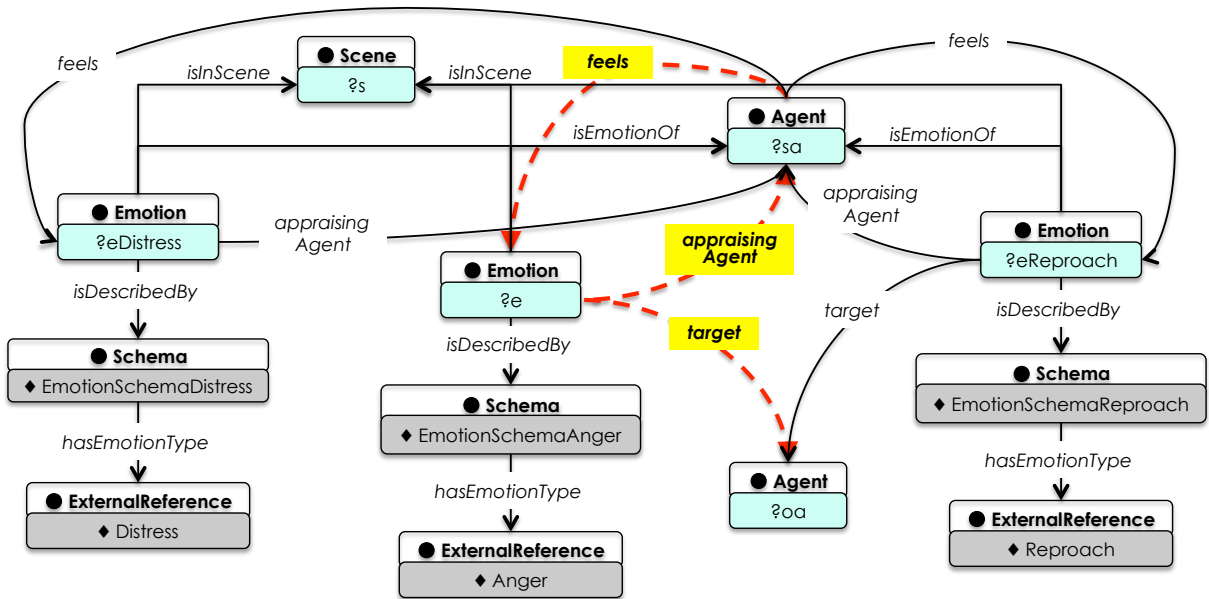 feels
● Scene
?s
isInScene
isInScene
feels
feels
● Agent
?sa
isEmotionOf
isEmotionOf
● Emotion
?eDistress
appraising
Agent
appraising
Agent
appraising
Agent
● Emotion
?e
● Emotion
?eReproach
isDescribedBy
isDescribedBy
isDescribedBy
target
target
● Schema
♦ EmotionSchemaDistress
● Schema
♦ EmotionSchemaAnger
● Schema
♦ EmotionSchemaReproach
hasEmotionType
hasEmotionType
hasEmotionType
● ExternalReference
♦ Distress
● ExternalReference
♦ Anger
● Agent
?oa
● ExternalReference
♦ Reproach